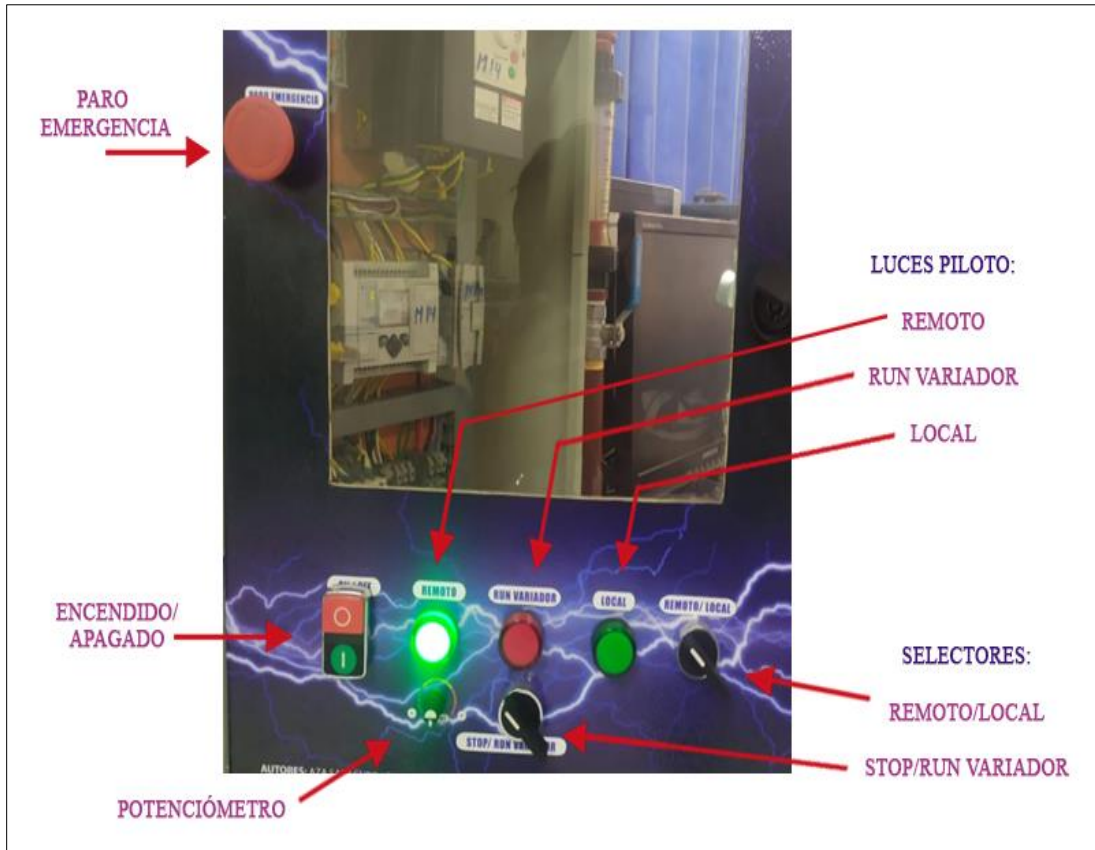 PARO
EMERGENCIA
PARO EMERGENCIA
M14
M14
LUCES PILOTO:
REMOTO
RUN VARIADOR
LOCAL
REMOTO
RUN VARIADOR
LOCAL
REMOTO/ LOCAL
ENCENDIDO/
APAGADO
SELECTORES:
REMOTO/LOCAL
STOP/RUN VARIADOR
STOP/ RUN VARIADOR
AUTORES:
POTENCIÓMETRO